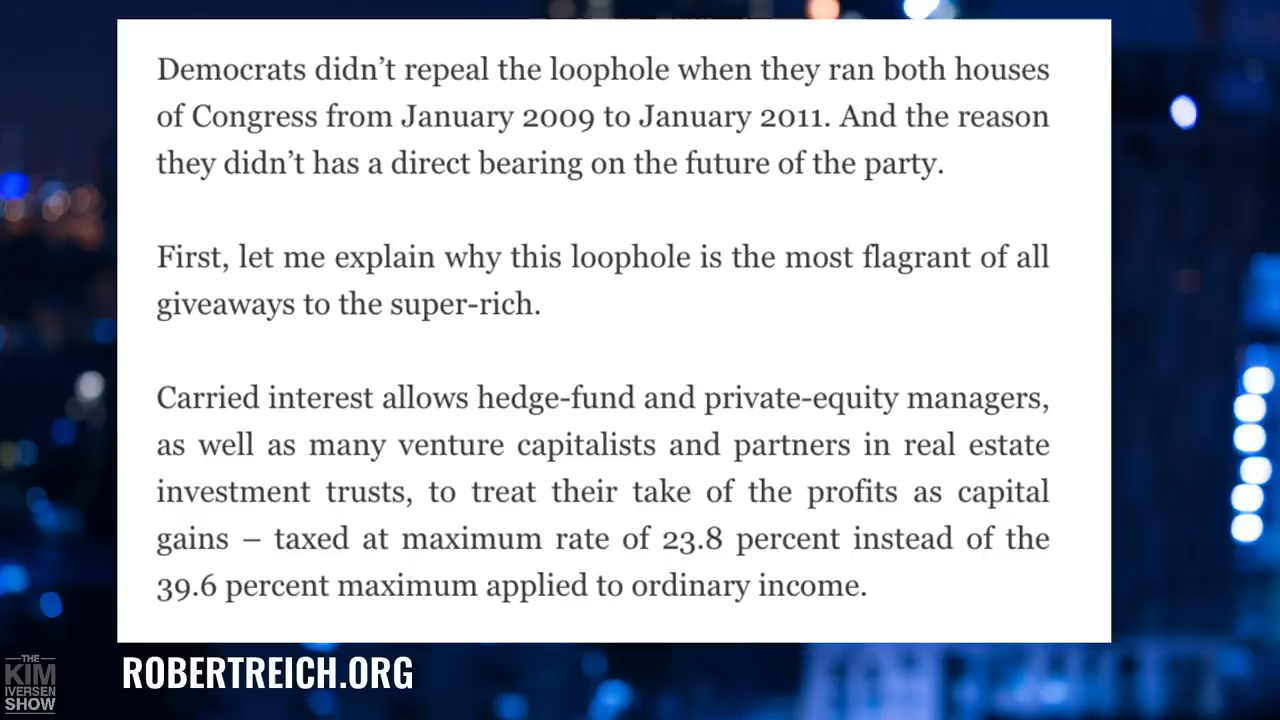 Democrats didn’t repeal the loophole when they ran both houses
of Congress from January 2009 to January 2011. And the reason
they didn’t has a direct bearing on the future of the party.
First, let me explain why this loophole is the most flagrant of all
giveaways to the super-rich.
Carried interest allows hedge-fund and private-equity managers,
as well as many venture capitalists and partners in real estate
investment trusts, to treat their take of the profits as capital
gains – taxed at maximum rate of 23.8 percent instead of the
39.6 percent maximum applied to ordinary income.
THE
KIM
IVERSEN
SHOW
ROBERTREICH.ORG